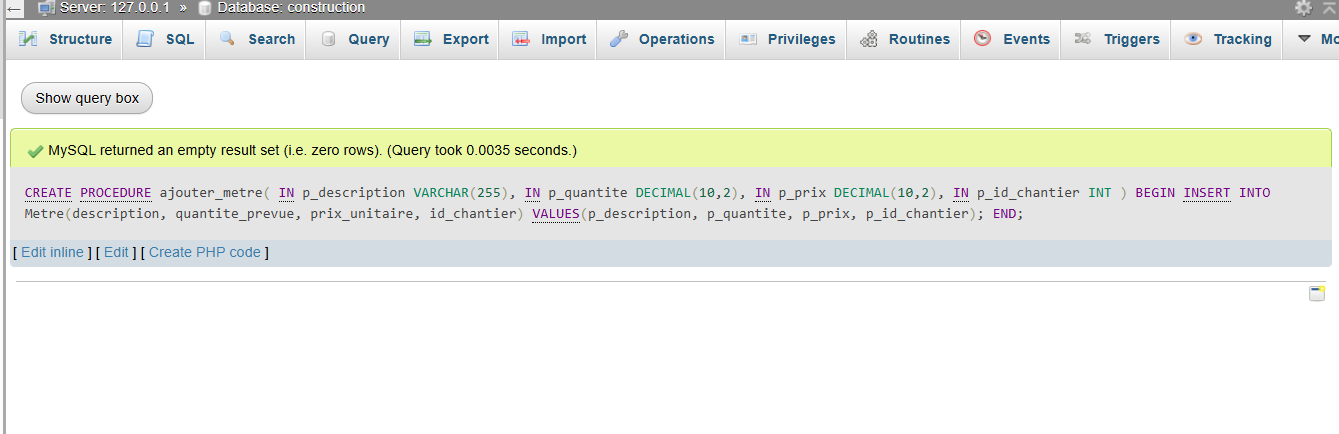 Server: 127.0.0.1 » Database: construction
Structure SQL Search Query Export Import Operations Privileges Routines Events Triggers Tracking Mo
Show query box
MySQL returned an empty result set (i.e. zero rows). (Query took 0.0035 seconds.)
CREATE PROCEDURE ajouter_metre( IN p_description VARCHAR(255), IN p_quantite DECIMAL(10,2), IN p_prix DECIMAL(10,2), IN p_id_chantier INT ) BEGIN INSERT INTO
Metre(description, quantite_prevue, prix_unitaire, id_chantier) VALUES(p_description, p_quantite, p_prix, p_id_chantier); END;
[ Edit inline ] [ Edit ] [ Create PHP code ]